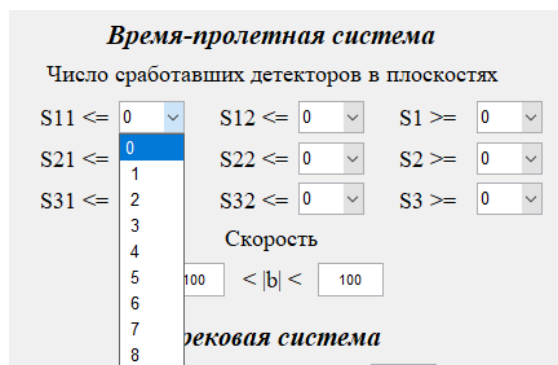 Время-пролетная система
Число сработавших детекторов в плоскостях
S11 <= 0 S12 <= 0 S1 >= 0
0
S21 <= S22 <= 0 S2 >= 0
1
S31 <= 2 S32 <= 0 S3 >= 0
3
Скорость
4
5 100 < |b| < 100
6
7
система
8